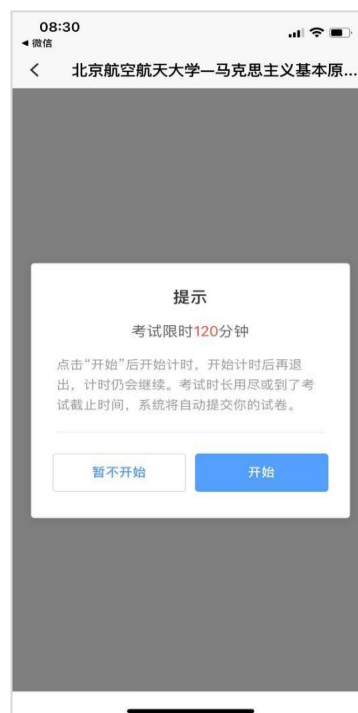 08:30
微信
北京航空航天大学—马克思主义基本原...
提示
考试限时120分钟
点击“开始”后开始计时，开始计时后再退
出，计时仍会继续。考试时长用尽或到了考
试截止时间，系统将自动提交你的试卷。
暂不开始
开始